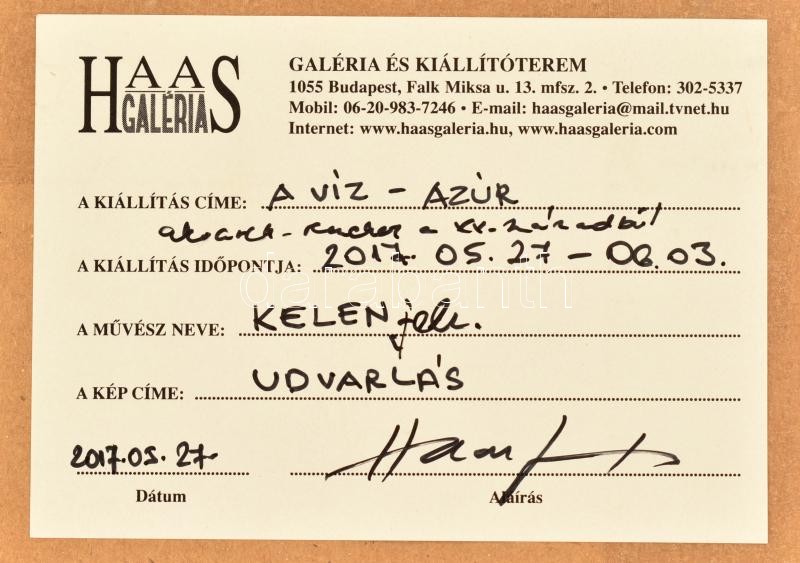 HAAS
GALÉRIA
GALÉRIA ÉS KIÁLLÍTÓTEREM
1055 Budapest, Falk Miksa u. 13. mfsz. 2. • Telefon: 302-5337
Mobil: 06-20-983-7246 • E-mail: haasgaleria@mail.tvnet.hu
Internet: www.haasgaleria.hu, www.haasgaleria.com
A KIÁLLÍTÁS CÍME: A VÍZ – AZÚR
a XX. századból
A KIÁLLÍTÁS IDŐPONTJA: 2017. 05. 27 – 06.03.
darabanth
A MŰVÉSZ NEVE: KELEN jelz.
A KÉP CÍME: UDVARLÁS
2017.05.27.
Dátum
Aláírás